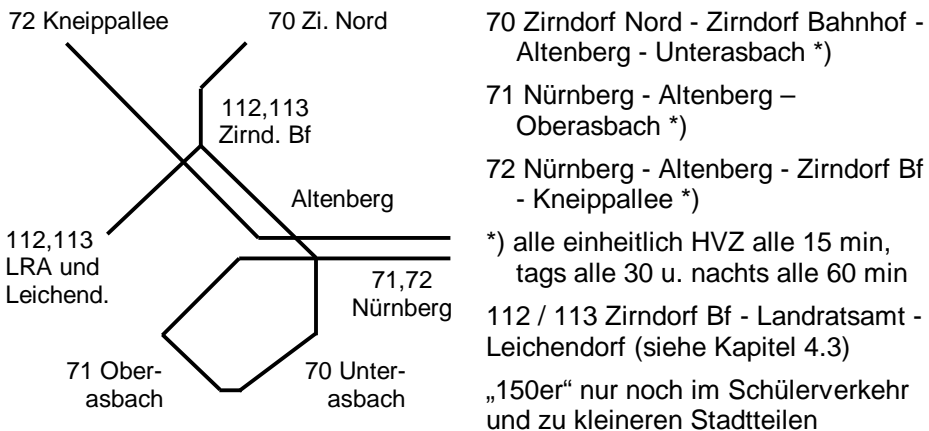 72 Kneippallee
70 Zi. Nord
112,113
Zirnd. Bf
Altenberg
112,113
LRA und
Leichend.
71,72
Nürnberg
71 Ober-
asbach
70 Unter-
asbach
70 Zirndorf Nord - Zirndorf Bahnhof -
Altenberg - Unterasbach *)
71 Nürnberg - Altenberg –
Oberasbach *)
72 Nürnberg - Altenberg - Zirndorf Bf
- Kneippallee *)
*) alle einheitlich HVZ alle 15 min,
tags alle 30 u. nachts alle 60 min
112 / 113 Zirndorf Bf - Landratsamt -
Leichendorf (siehe Kapitel 4.3)
„150er“ nur noch im Schülerverkehr
und zu kleineren Stadtteilen